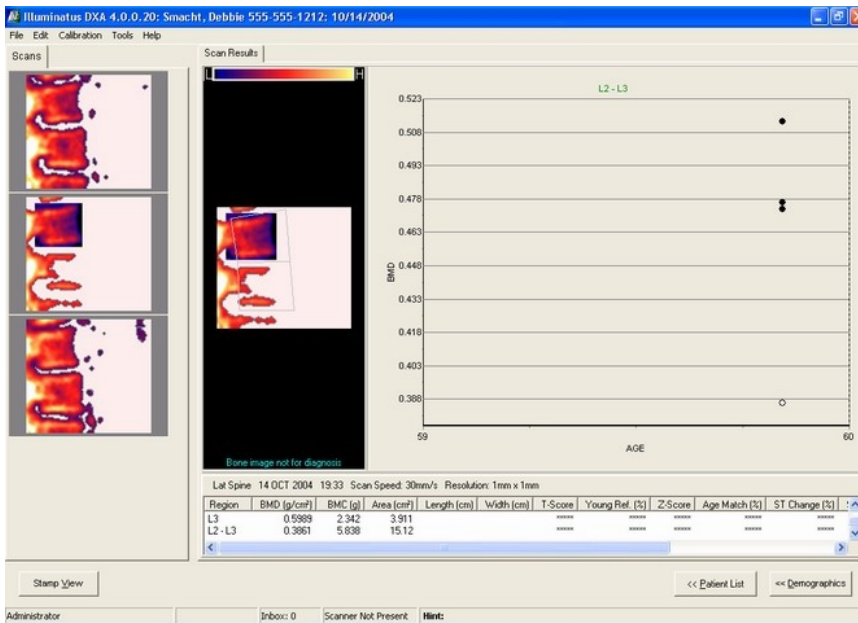 Illuminatus DXA 4.0.0.20: Smacht, Debbie 555-555-1212: 10/14/2004
File Edit Calibration Tools Help
Scans
Scan Results
L H
L2 - L3
0.523
0.508
0.493
0.478
0.463
0.448
0.433
0.418
0.403
0.388
BMD
59 60
AGE
Bone image not for diagnosis
Lat Spine 14 OCT 2004 19:33 Scan Speed: 30mm/s Resolution: 1mm x 1mm
Region BMD (g/cm²) BMC (g) Area (cm²) Length (cm) Width (cm) T-Score Young Ref. (%) Z-Score Age Match (%) ST Change (%)
L3 0.5989 2.342 3.911 ***** ***** ***** ***** *****
L2 - L3 0.3861 5.838 15.12 ***** ***** ***** ***** *****
Stamp View << Patient List << Demographics
Administrator Inbox: 0 Scanner Not Present Hint: